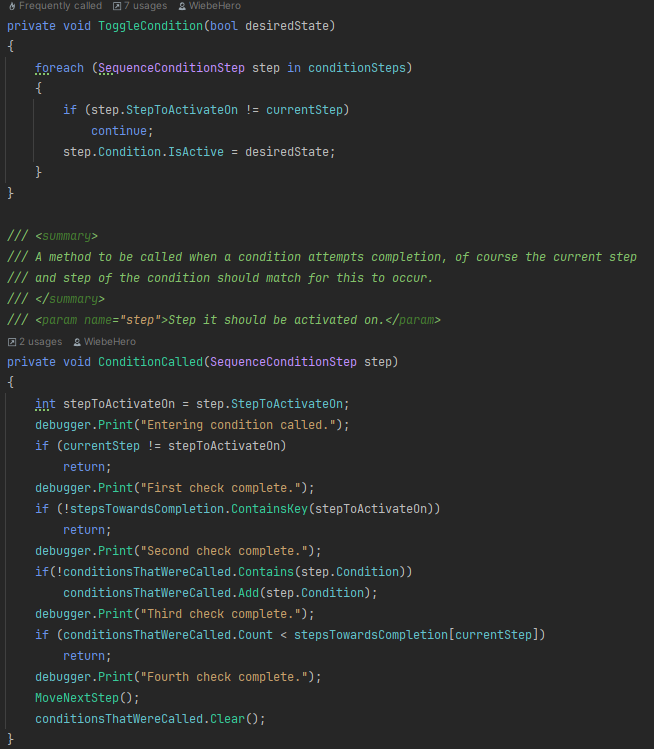 Frequently called 7 usages WiebeHero
private void ToggleCondition(bool desiredState)
{
    foreach (SequenceConditionStep step in conditionSteps)
    {
        if (step.StepToActivateOn != currentStep)
            continue;
        step.Condition.IsActive = desiredState;
    }
}

/// <summary>
/// A method to be called when a condition attempts completion, of course the current step
/// and step of the condition should match for this to occur.
/// </summary>
/// <param name="step">Step it should be activated on.</param>
2 usages WiebeHero
private void ConditionCalled(SequenceConditionStep step)
{
    int stepToActivateOn = step.StepToActivateOn;
    debugger.Print("Entering condition called.");
    if (currentStep != stepToActivateOn)
        return;
    debugger.Print("First check complete.");
    if (!stepsTowardsCompletion.ContainsKey(stepToActivateOn))
        return;
    debugger.Print("Second check complete.");
    if(!conditionsThatWereCalled.Contains(step.Condition))
        conditionsThatWereCalled.Add(step.Condition);
    debugger.Print("Third check complete.");
    if (conditionsThatWereCalled.Count < stepsTowardsCompletion[currentStep])
        return;
    debugger.Print("Fourth check complete.");
    MoveNextStep();
    conditionsThatWereCalled.Clear();
}